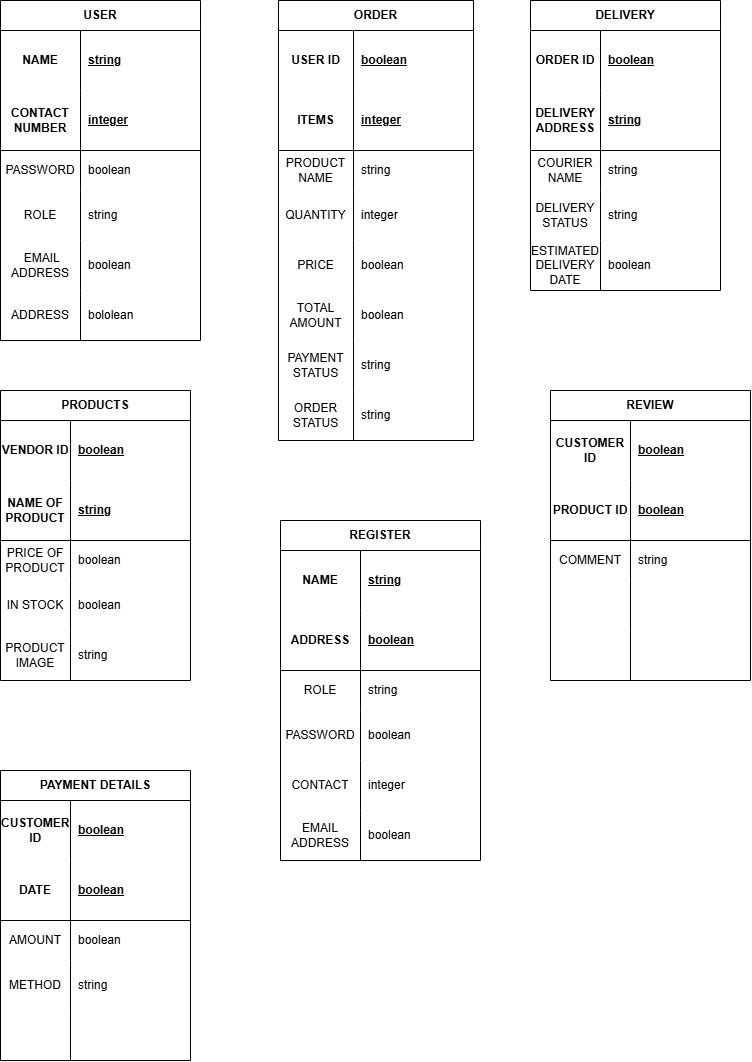 USER
NAME string
CONTACT
NUMBER integer
PASSWORD boolean
ROLE string
EMAIL
ADDRESS boolean
ADDRESS bololean
ORDER
USER ID boolean
ITEMS integer
PRODUCT
NAME string
QUANTITY integer
PRICE boolean
TOTAL
AMOUNT boolean
PAYMENT
STATUS string
ORDER
STATUS string
DELIVERY
ORDER ID boolean
DELIVERY
ADDRESS string
COURIER
NAME string
DELIVERY
STATUS string
ESTIMATED
DELIVERY boolean
DATE
PRODUCTS
VENDOR ID boolean
NAME OF
PRODUCT string
PRICE OF
PRODUCT boolean
IN STOCK boolean
PRODUCT
IMAGE string
REGISTER
NAME string
ADDRESS boolean
ROLE string
PASSWORD boolean
CONTACT integer
EMAIL
ADDRESS boolean
REVIEW
CUSTOMER
ID boolean
PRODUCT ID boolean
COMMENT string
PAYMENT DETAILS
CUSTOMER
ID boolean
DATE boolean
AMOUNT boolean
METHOD string